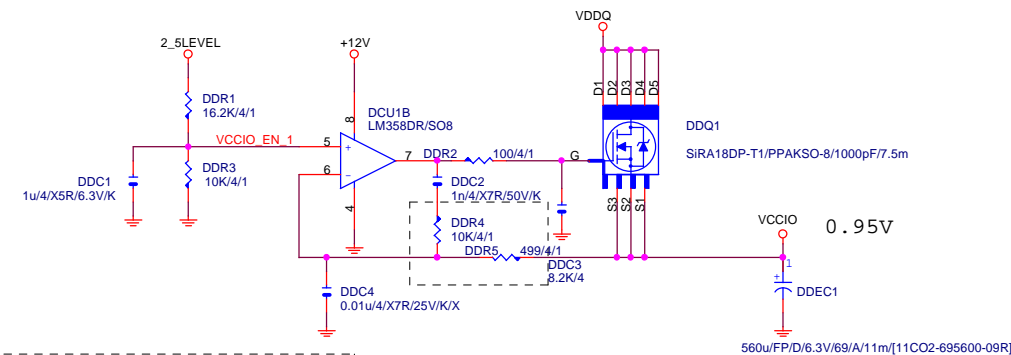 VDDQ
2_5LEVEL
+12V
D1
D2
D3
D4
D5
DDR1
16.2K/4/1
DCU1B
LM358DR/SO8
8
DDQ1
VCCIO_EN_1
5
+
7
DDR2
100/4/1
G
SiRA18DP-T1/PPAKSO-8/1000pF/7.5m
DDR3
10K/4/1
6
-
DDC1
1u/4/X5R/6.3V/K
4
DDC2
1n/4/X7R/50V/K
S3
S2
S1
DDR4
10K/4/1
VCCIO
0.95V
DDR5
499/4/1
DDC3
8.2K/4
DDC4
0.01u/4/X7R/25V/K/X
1
+
DDEC1
560u/FP/D/6.3V/69/A/11m/[11CO2-695600-09R]